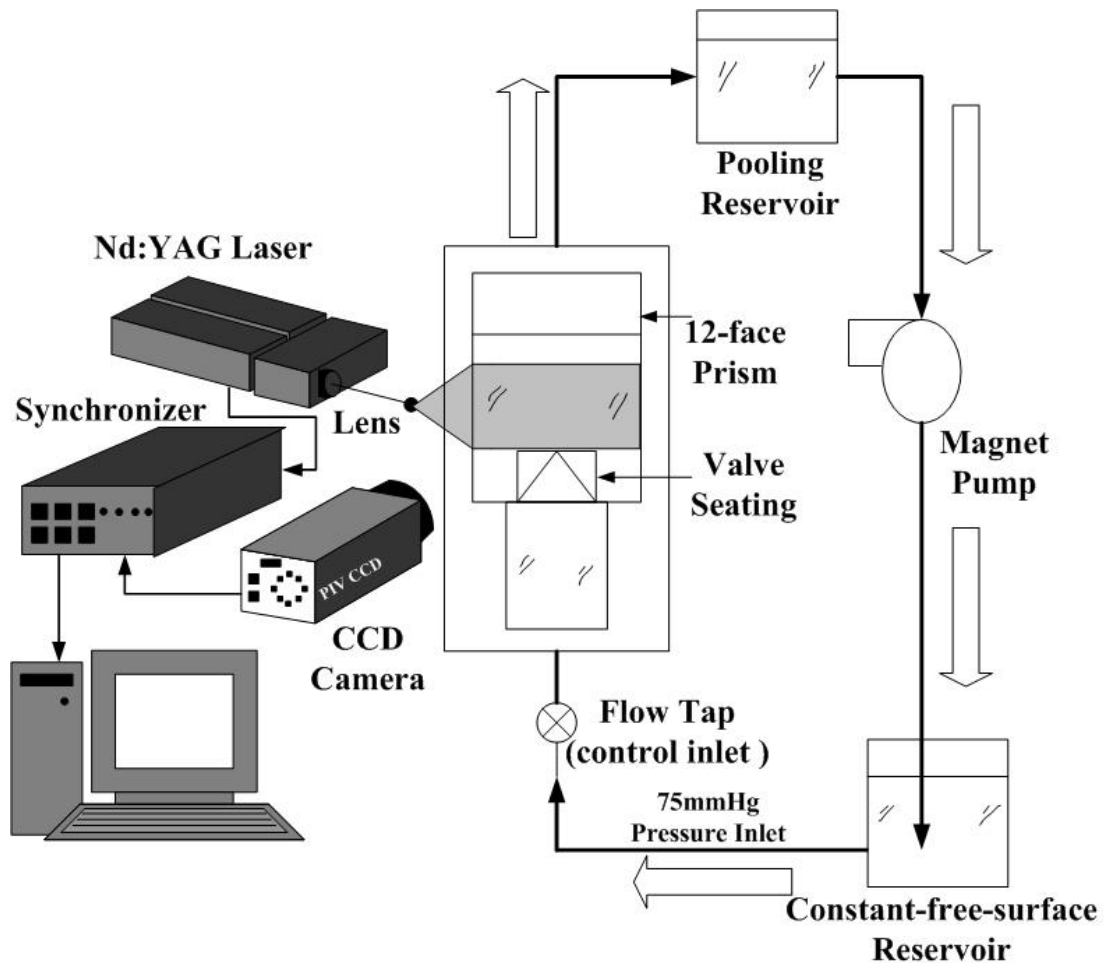 Pooling
Reservoir
Nd:YAG Laser
12-face
Prism
Synchronizer
Lens
Valve
Seating
Magnet
Pump
PIV CCD
CCD
Camera
Flow Tap
(control inlet )
75mmHg
Pressure Inlet
Constant-free-surface
Reservoir